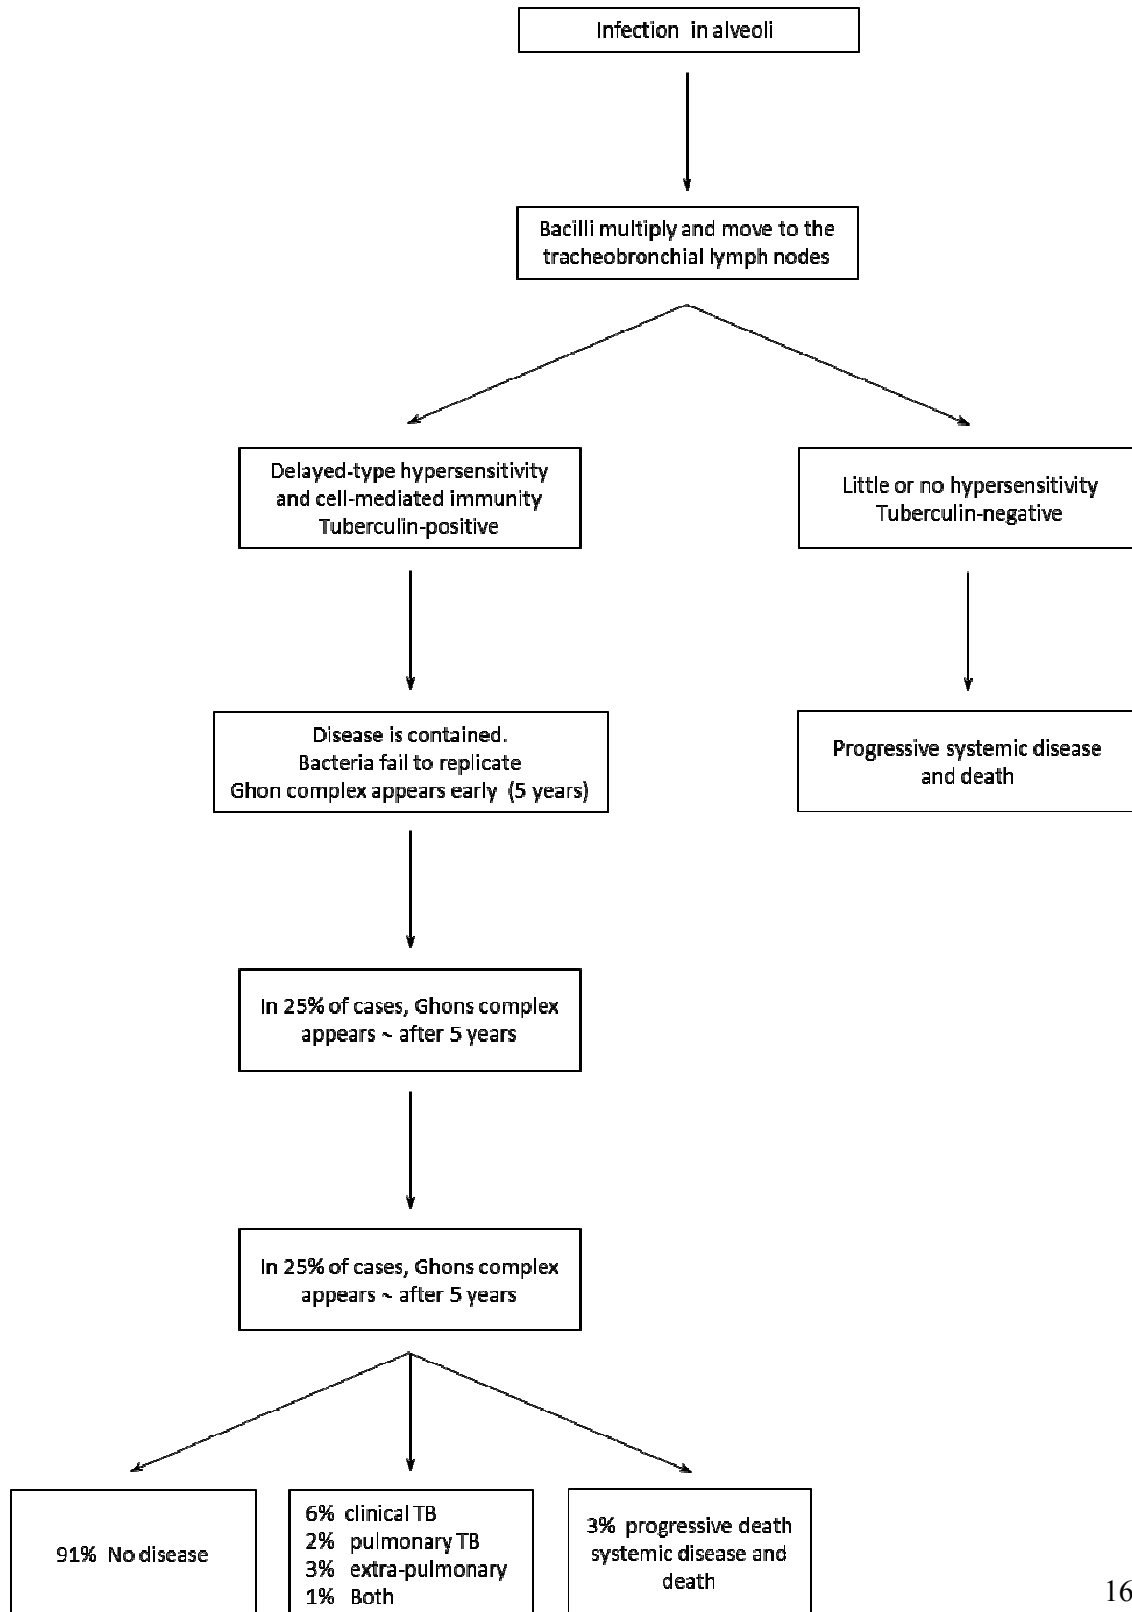 Infection in alveoli
Bacilli multiply and move to the
tracheobronchial lymph nodes
Delayed-type hypersensitivity
and cell-mediated immunity
Tuberculin-positive
Little or no hypersensitivity
Tuberculin-negative
Disease is contained.
Bacteria fail to replicate
Ghon complex appears early (5 years)
Progressive systemic disease
and death
In 25% of cases, Ghons complex
appears ~ after 5 years
In 25% of cases, Ghons complex
appears ~ after 5 years
91% No disease
6% clinical TB
2% pulmonary TB
3% extra-pulmonary
1% Both
3% progressive death
systemic disease and
death
16